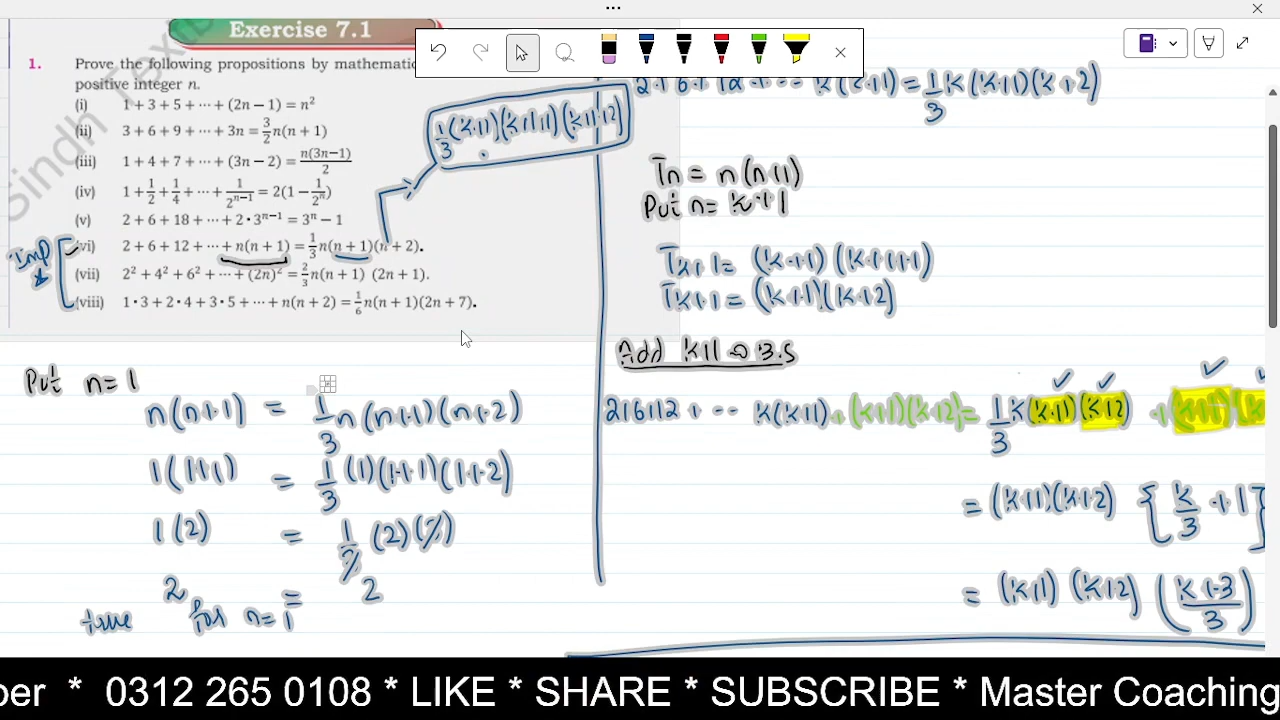 Exercise 7.1
1. Prove the following propositions by mathematic
positive integer n.
(i) 1 + 3 + 5 + ⋯ + (2n − 1) = n²
(ii) 3 + 6 + 9 + ⋯ + 3n = 3/2 n(n + 1)
(iii) 1 + 4 + 7 + ⋯ + (3n − 2) = n(3n−1)/2
(iv) 1 + 1/2 + 1/4 + ⋯ + 1/2ⁿ⁻¹ = 2(1 − 1/2ⁿ)
(v) 2 + 6 + 18 + ⋯ + 2 · 3ⁿ⁻¹ = 3ⁿ − 1
(vi) 2 + 6 + 12 + ⋯ + n(n + 1) = 1/3 n(n + 1)(n + 2).
(vii) 2² + 4² + 6² + ⋯ + (2n)² = 2/3 n(n + 1) (2n + 1).
(viii) 1 · 3 + 2 · 4 + 3 · 5 + ⋯ + n(n + 2) = 1/6 n(n + 1)(2n + 7).
Imp
Sindh
1/3 (k+1)(k+1+1)(k+1+2)
Put n=1
n(n+1) = 1/3 n(n+1)(n+2)
1(1+1) = 1/3 (1)(1+1)(1+2)
1(2) = 1/3 (2)(3)
2 = 2
true for n=1
2+6+12+ ⋯ k(k+1) = 1/3 k(k+1)(k+2)
Tn = n(n+1)
Put n= k+1
Tk+1 = (k+1)(k+1+1)
Tk+1 = (k+1)(k+2)
Add k+1 B.S
2+6+12+ ⋯ k(k+1)+(k+1)(k+2)= 1/3 k(k+1)(k+2) +(k+1)(k
= (k+1)(k+2) {k/3 +1}
= (k+1) (k+2) (k+3/3)
ber * 0312 265 0108 * LIKE * SHARE * SUBSCRIBE * Master Coaching